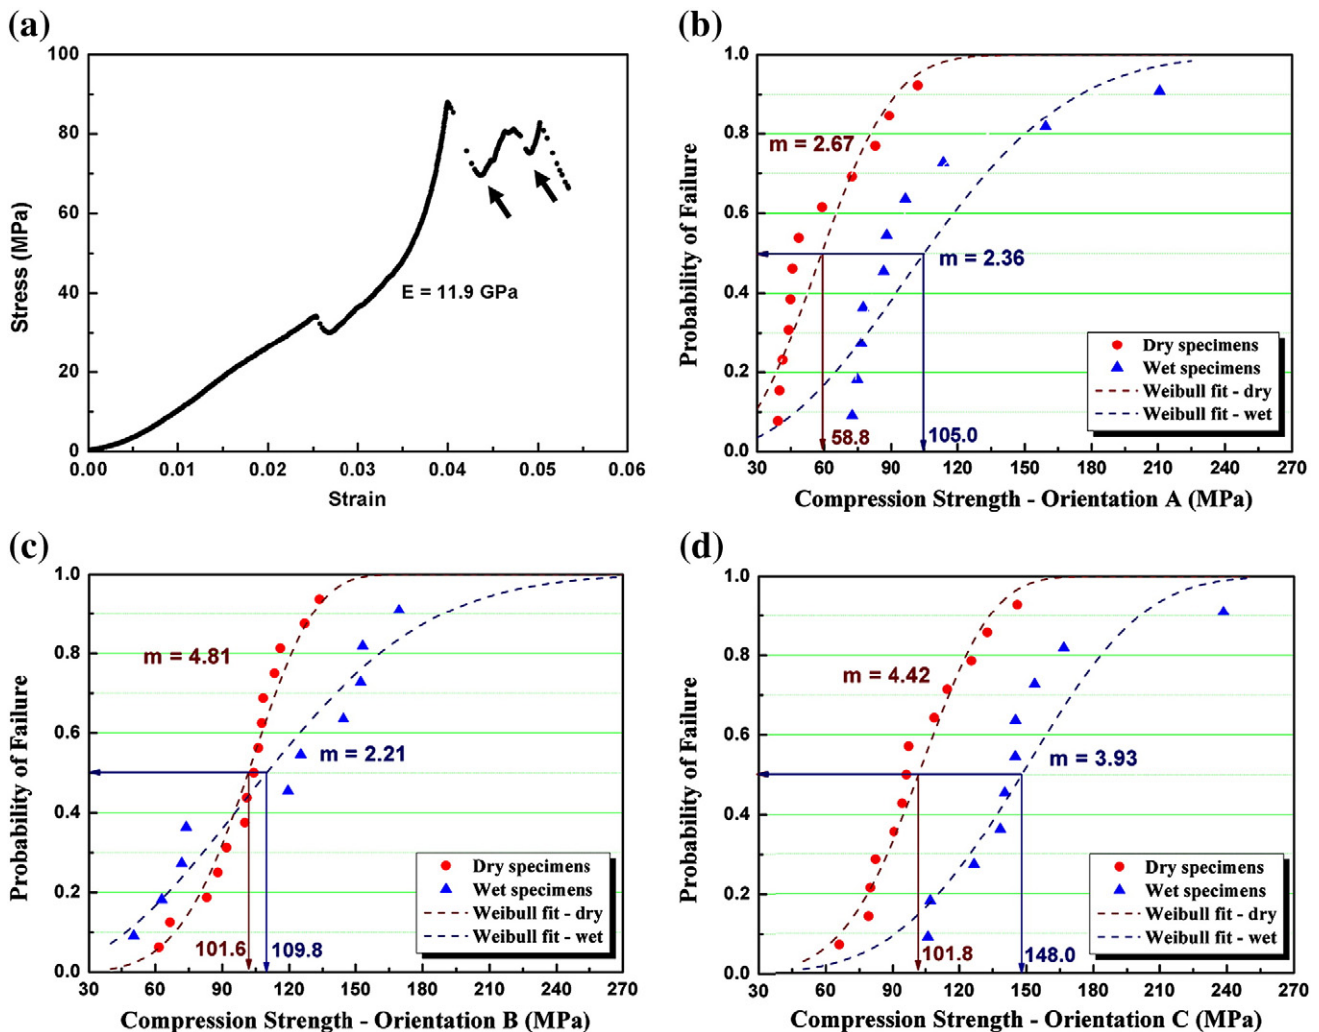 (a)
100
80
60
40
20
0
Stress (MPa)
E = 11.9 GPa
0.00 0.01 0.02 0.03 0.04 0.05 0.06
Strain
(b)
1.0
0.8
0.6
0.4
0.2
0.0
Probability of Failure
m = 2.67
m = 2.36
Dry specimens
Wet specimens
Weibull fit - dry
Weibull fit - wet
58.8
105.0
30 60 90 120 150 180 210 240 270
Compression Strength - Orientation A (MPa)
(c)
1.0
0.8
0.6
0.4
0.2
0.0
Probability of Failure
m = 4.81
m = 2.21
Dry specimens
Wet specimens
Weibull fit - dry
Weibull fit - wet
101.6
109.8
30 60 90 120 150 180 210 240 270
Compression Strength - Orientation B (MPa)
(d)
1.0
0.8
0.6
0.4
0.2
0.0
Probability of Failure
m = 4.42
m = 3.93
Dry specimens
Wet specimens
Weibull fit - dry
Weibull fit - wet
101.8
148.0
30 60 90 120 150 180 210 240 270
Compression Strength - Orientation C (MPa)